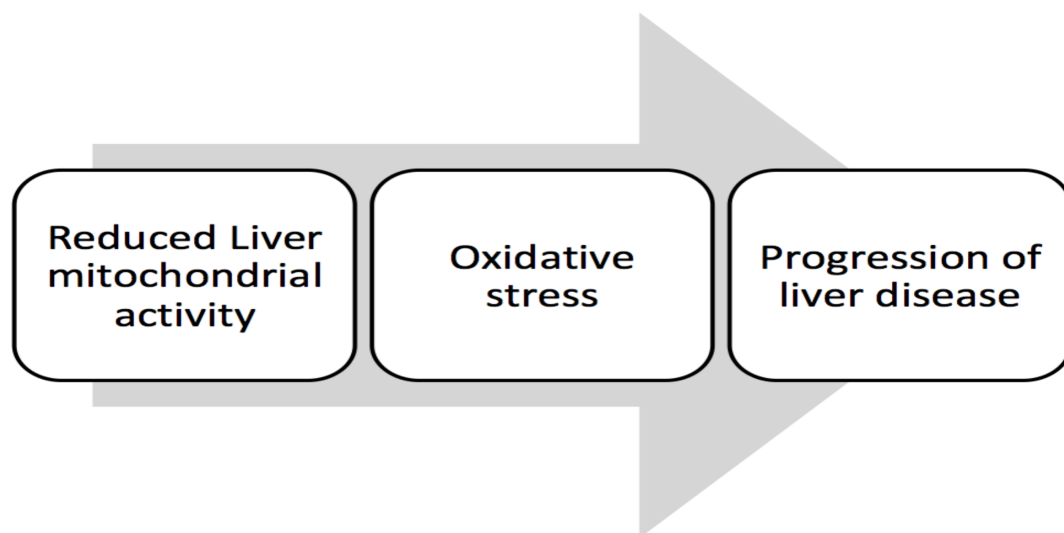 Reduced Liver
mitochondrial
activity
Oxidative
stress
Progression of
liver disease